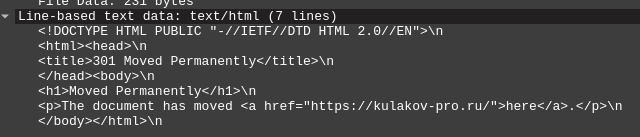 File Data: 231 bytes
Line-based text data: text/html (7 lines)
<!DOCTYPE HTML PUBLIC "-//IETF//DTD HTML 2.0//EN">\n
<html><head>\n
<title>301 Moved Permanently</title>\n
</head><body>\n
<h1>Moved Permanently</h1>\n
<p>The document has moved <a href="https://kulakov-pro.ru/">here</a>.</p>\n
</body></html>\n